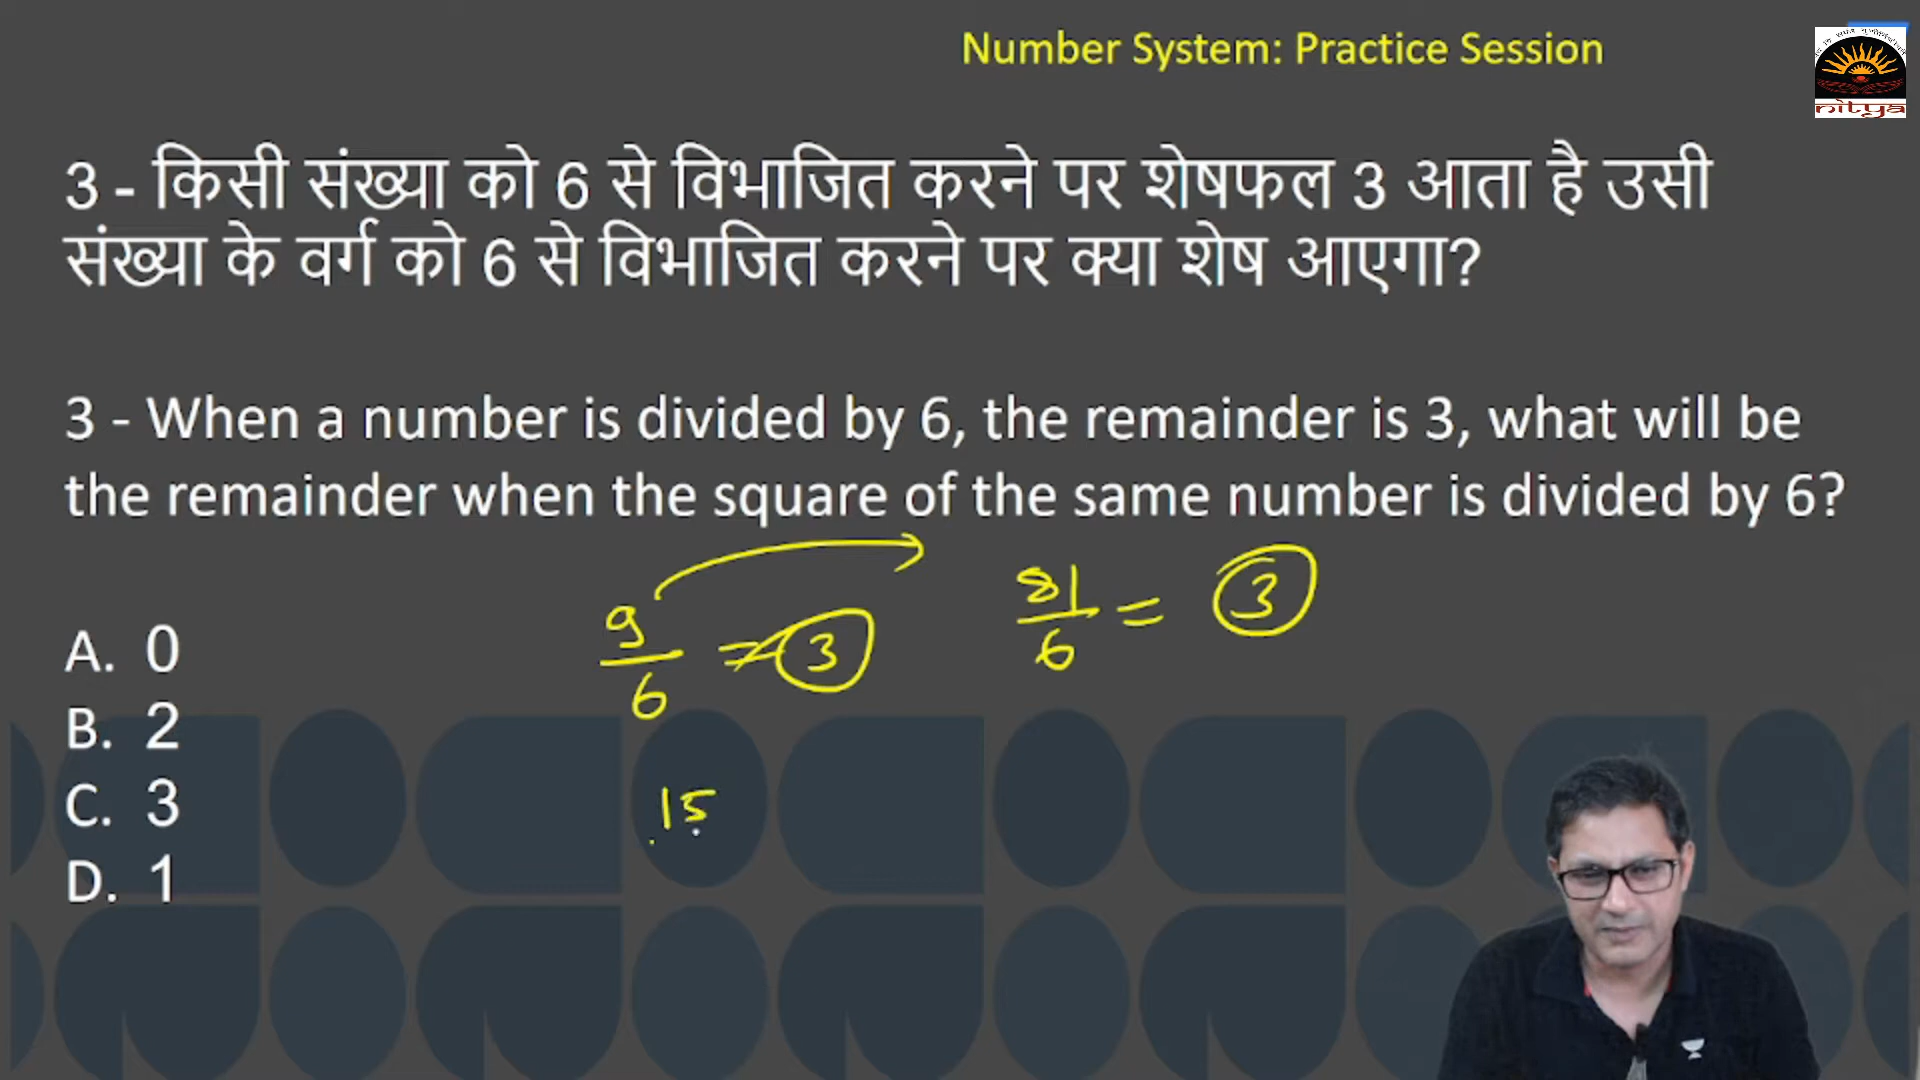 Number System: Practice Session
nitya
3 - किसी संख्या को 6 से विभाजित करने पर शेषफल 3 आता है उसी
संख्या के वर्ग को 6 से विभाजित करने पर क्या शेष आएगा?
3 - When a number is divided by 6, the remainder is 3, what will be
the remainder when the square of the same number is divided by 6?
A. 0
B. 2
C. 3
D. 1
9/6 = 3
81/6 = 3
15